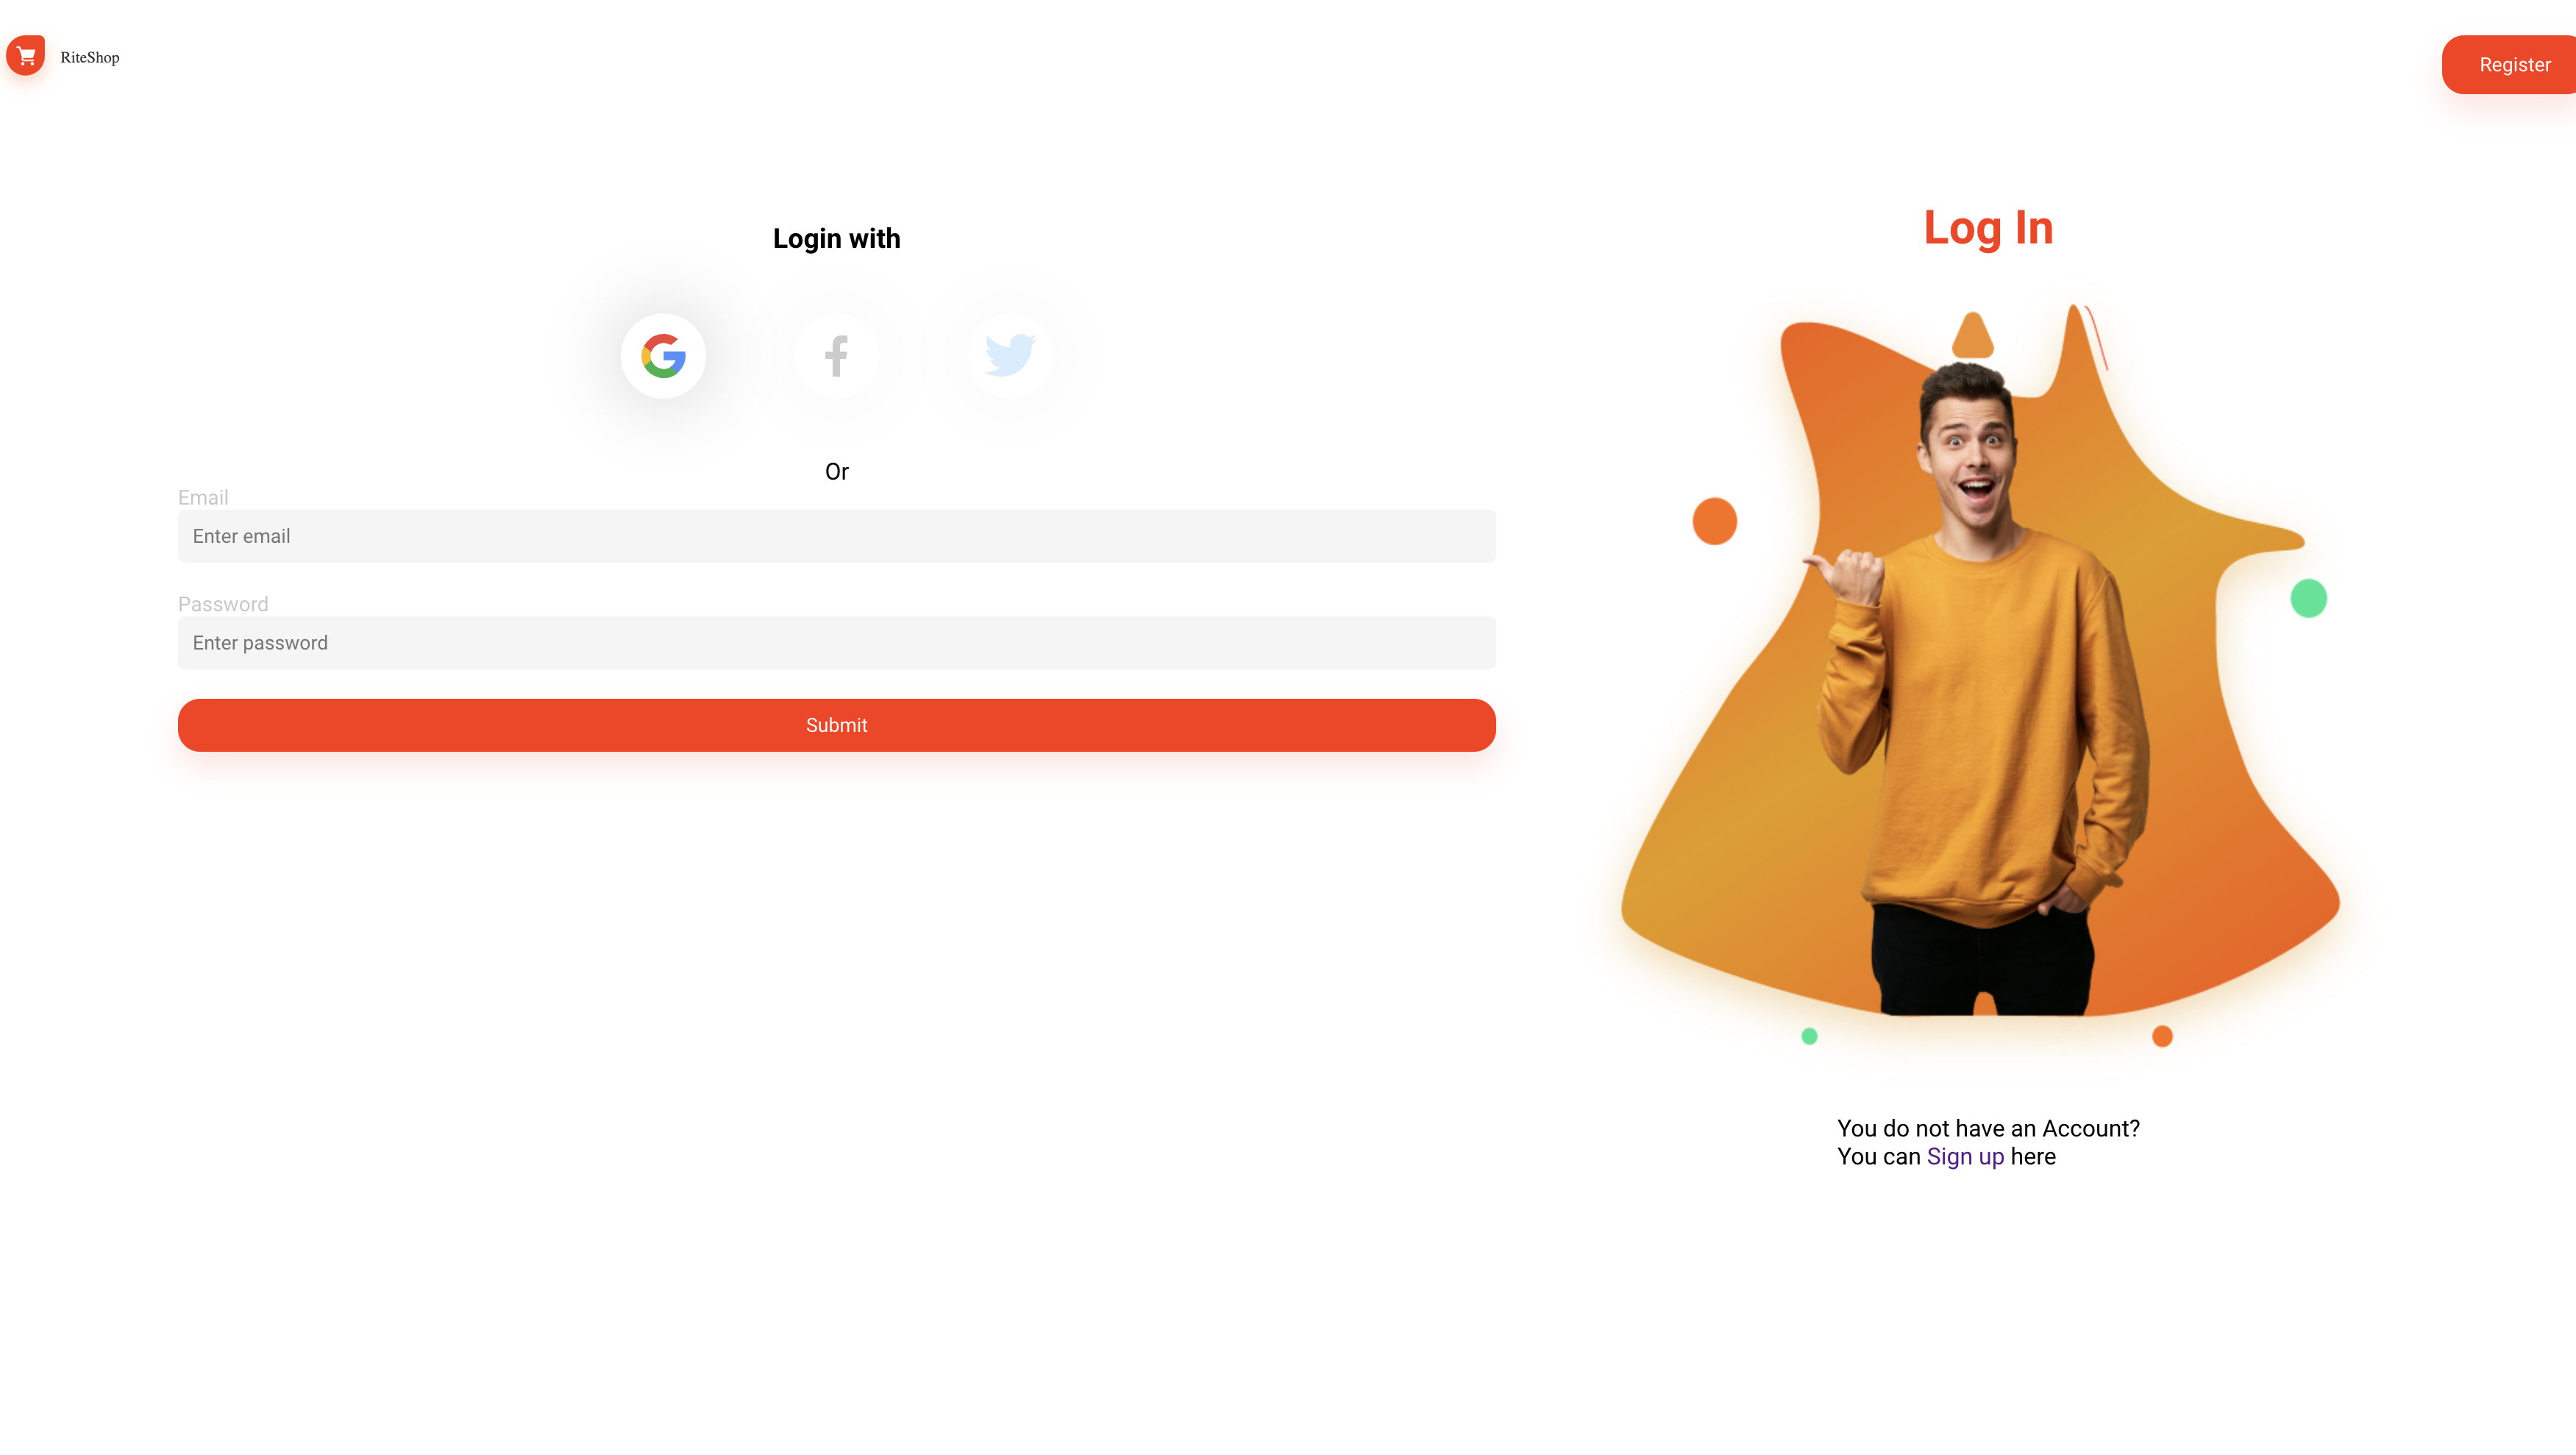 RiteShop
Register
Login with
Log In
Or
Email
Enter email
Password
Enter password
Submit
You do not have an Account?
You can Sign up here